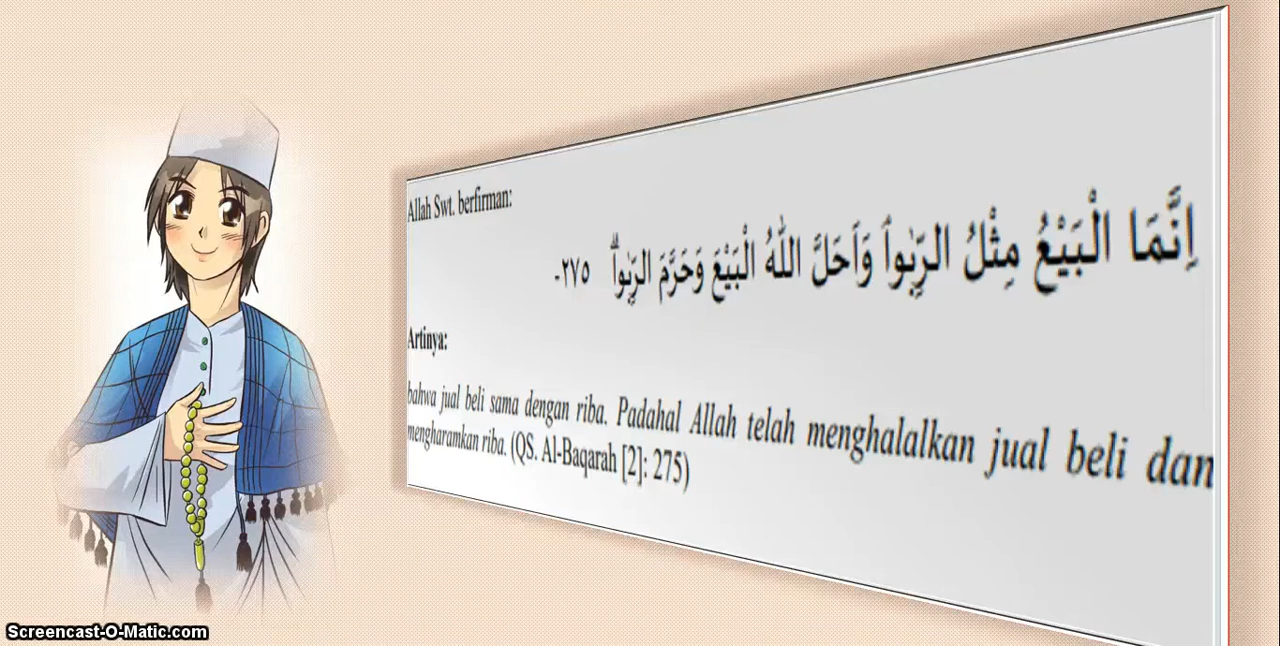 Allah Swt. berfirman:
اِنَّمَا الْبَيْعُ مِثْلُ الرِّبٰواۘ وَاَحَلَّ اللّٰهُ الْبَيْعَ وَحَرَّمَ الرِّبٰواۗ ٢٧٥-
Artinya:
bahwa jual beli sama dengan riba. Padahal Allah telah menghalalkan jual beli dan
mengharamkan riba. (QS. Al-Baqarah [2]: 275)
Screencast-O-Matic.com